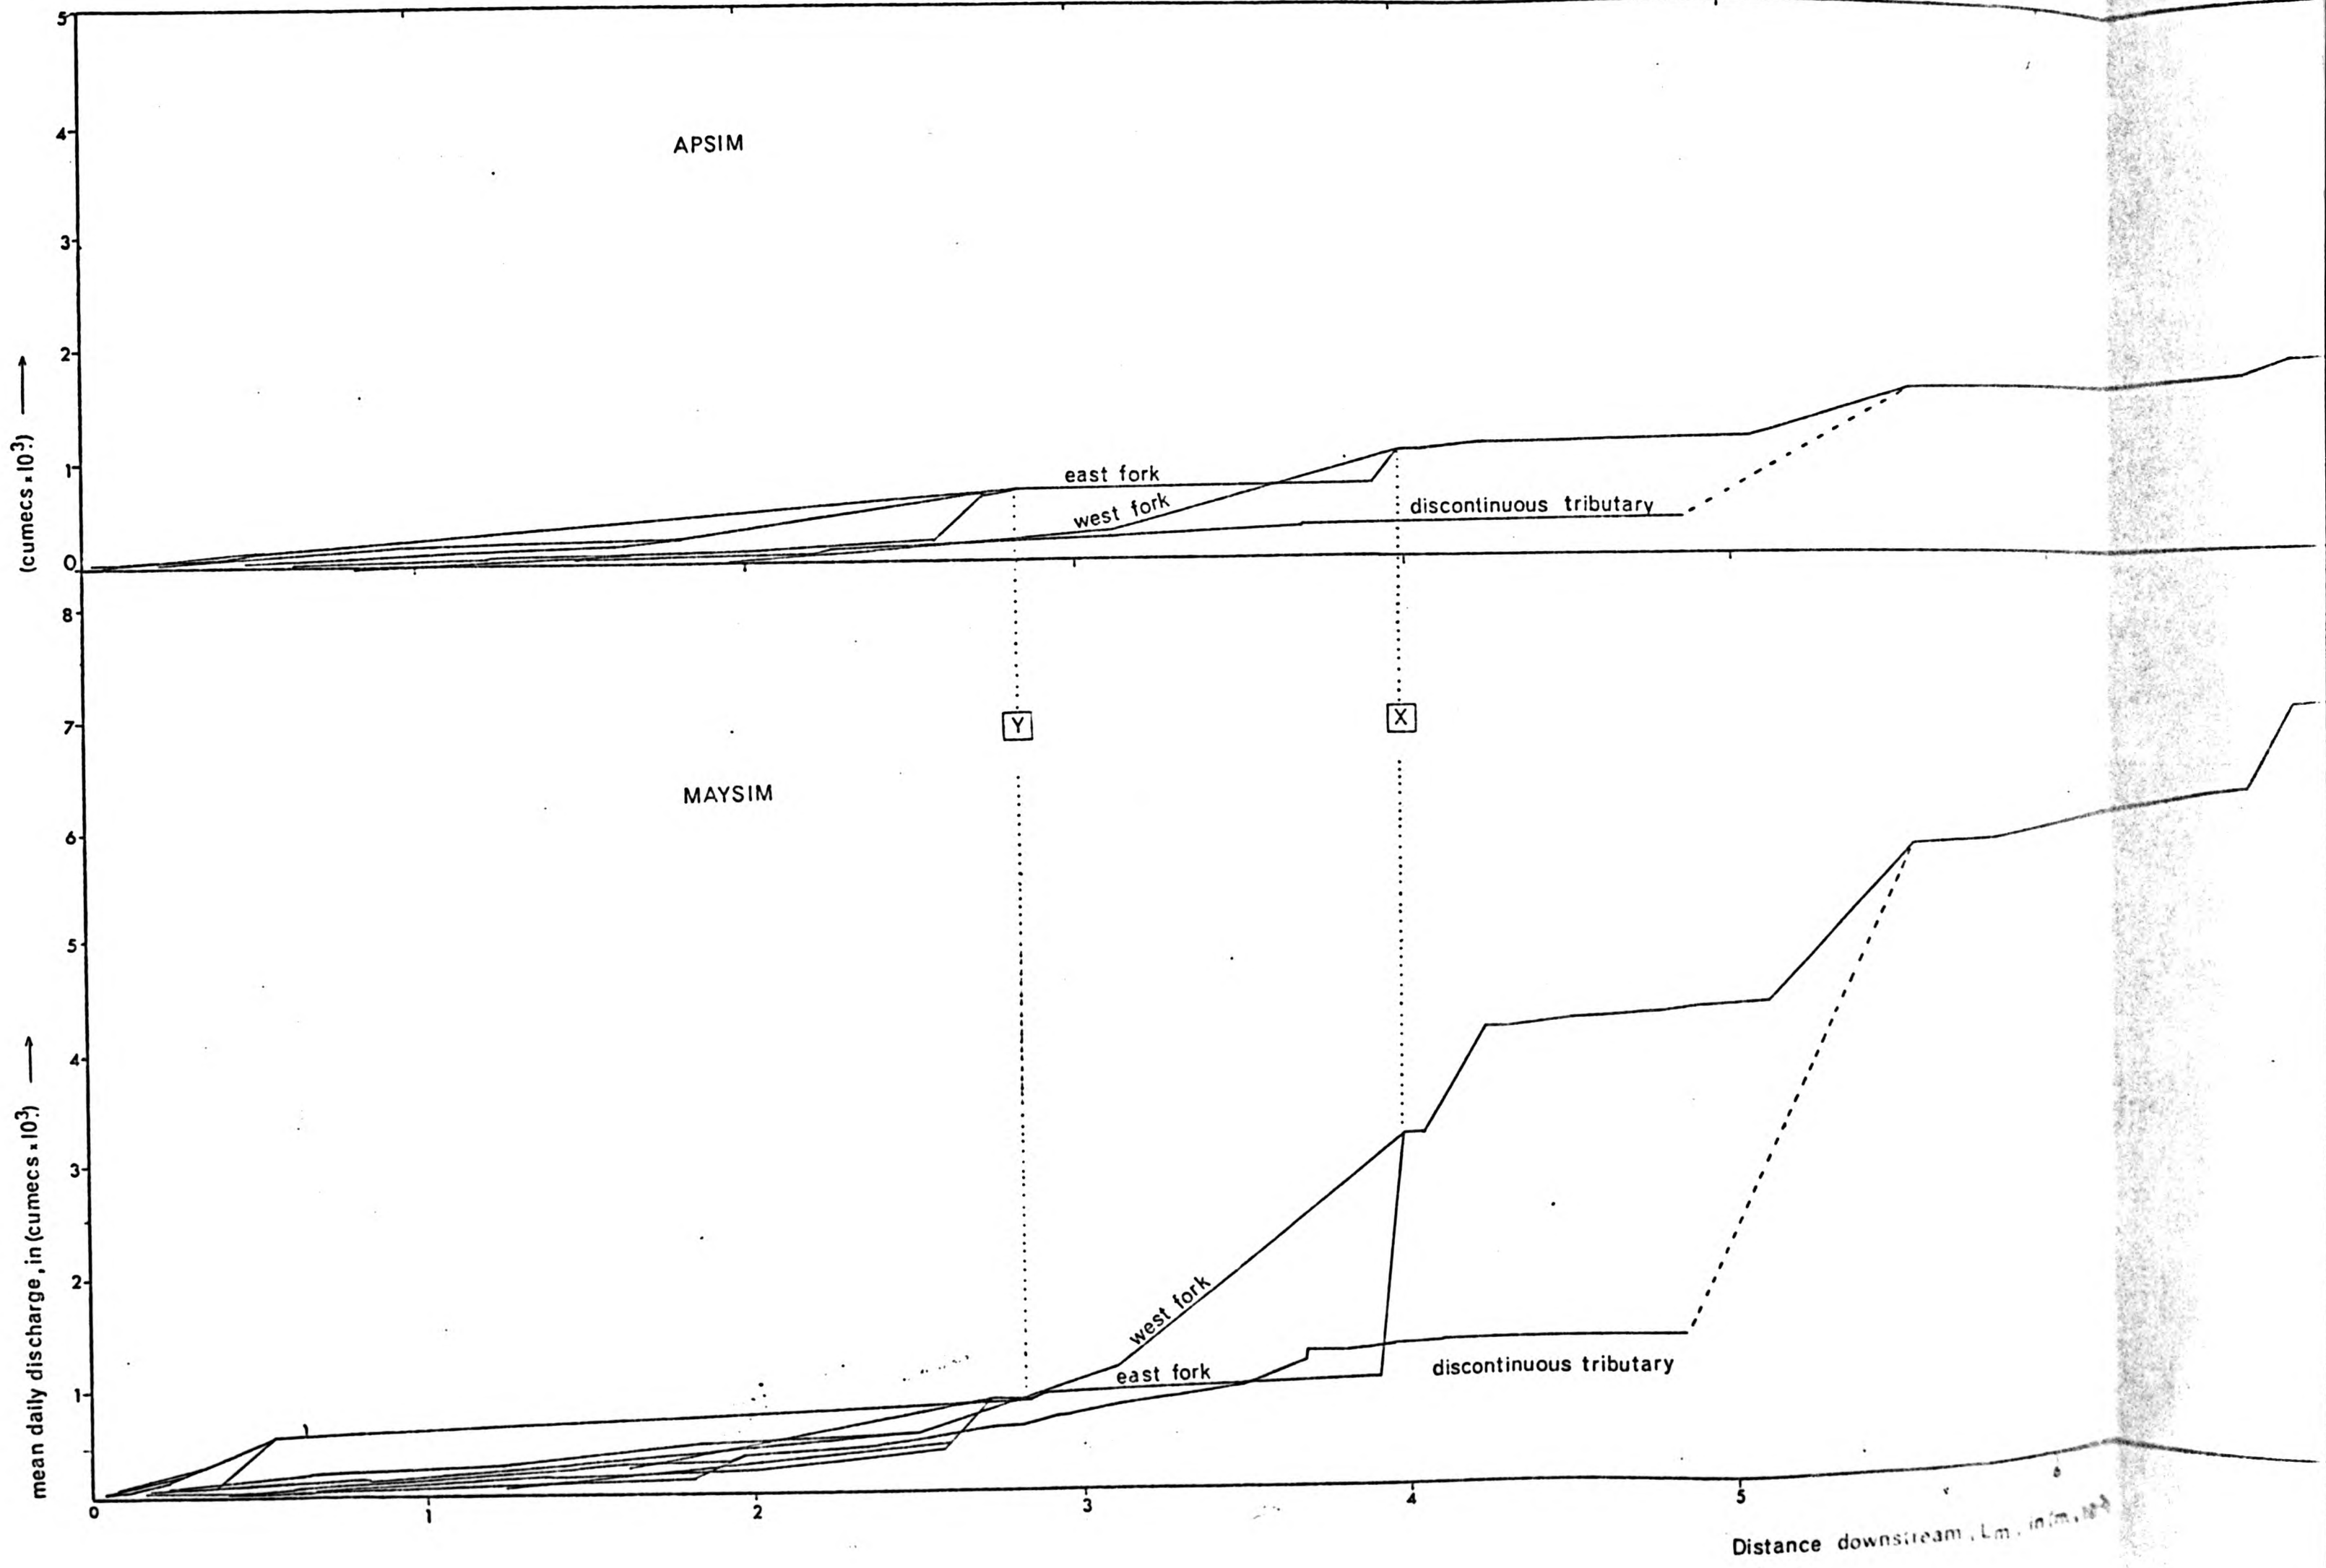 5
4
APSIM
3
2
(cumecs × 10³)
1
east fork
west fork
discontinuous tributary
0
8
Y
X
7
MAYSIM
6
5
4
mean daily discharge, in (cumecs × 10³)
3
2
west fork
1
east fork
discontinuous tributary
0
1
2
3
4
5
6
Distance downstream, Lm, in (m ×